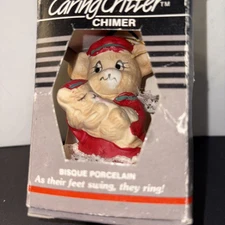 Caring Critter™
CHIMER
BISQUE PORCELAIN
As their feet swing, they ring!